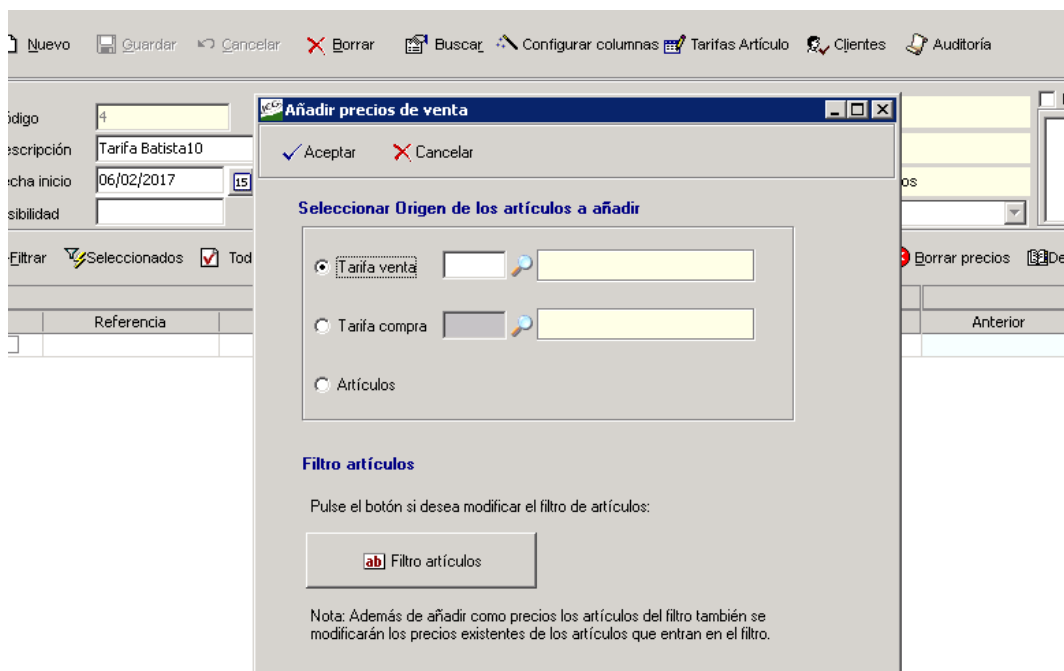 Nuevo Guardar Cancelar Borrar Buscar Configurar columnas Tarifas Artículo Clientes Auditoría
Añadir precios de venta
ódigo 4
Aceptar Cancelar
escripción Tarifa Batista10
echa inicio 06/02/2017 15
os
sibilidad
Seleccionar Origen de los artículos a añadir
Filtrar Seleccionados Tod
Borrar precios De
Tarifa venta
Referencia
Anterior
Tarifa compra
Artículos
Filtro artículos
Pulse el botón si desea modificar el filtro de artículos:
ab Filtro artículos
Nota: Además de añadir como precios los artículos del filtro también se
modificarán los precios existentes de los artículos que entran en el filtro.